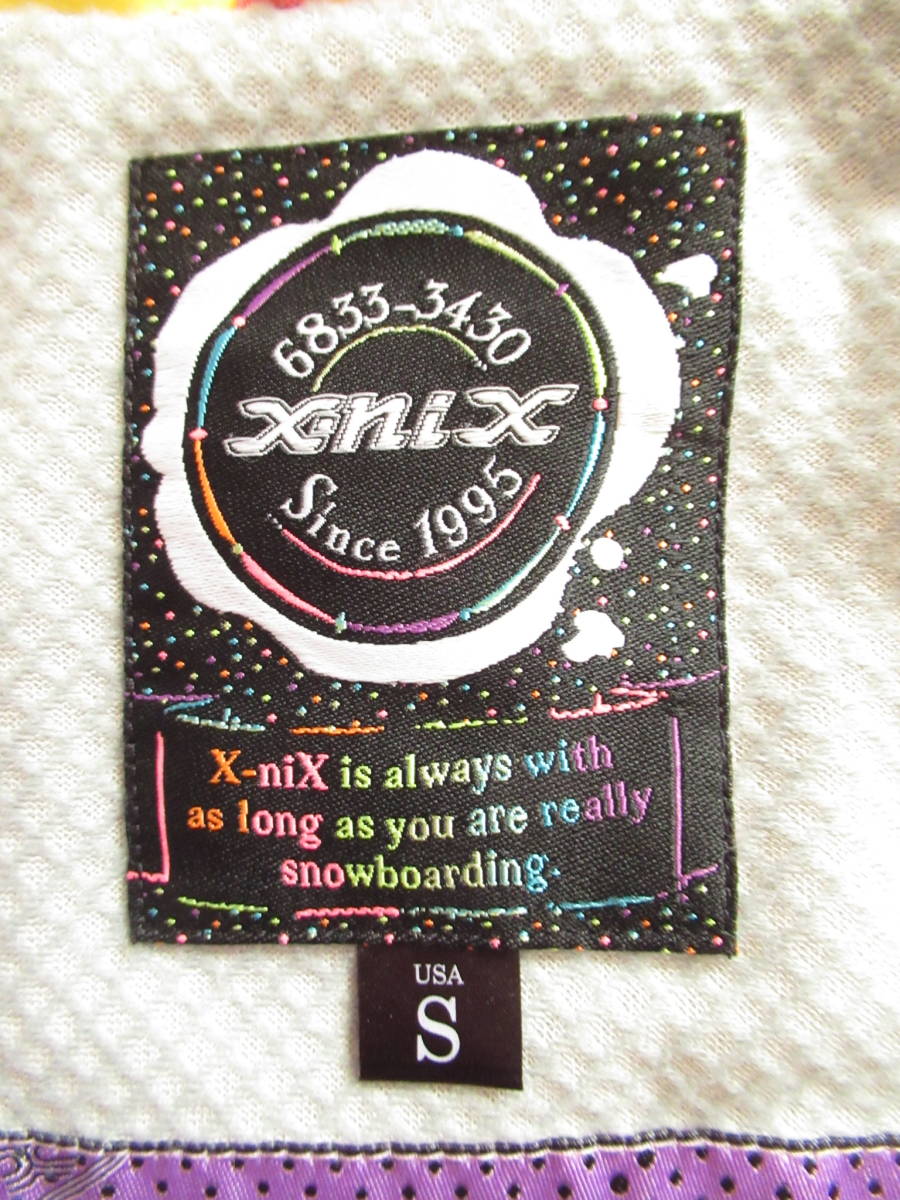 6833-3430
X-niX
Since 1995
X-niX is always with
as long as you are really
snowboarding.
USA
S